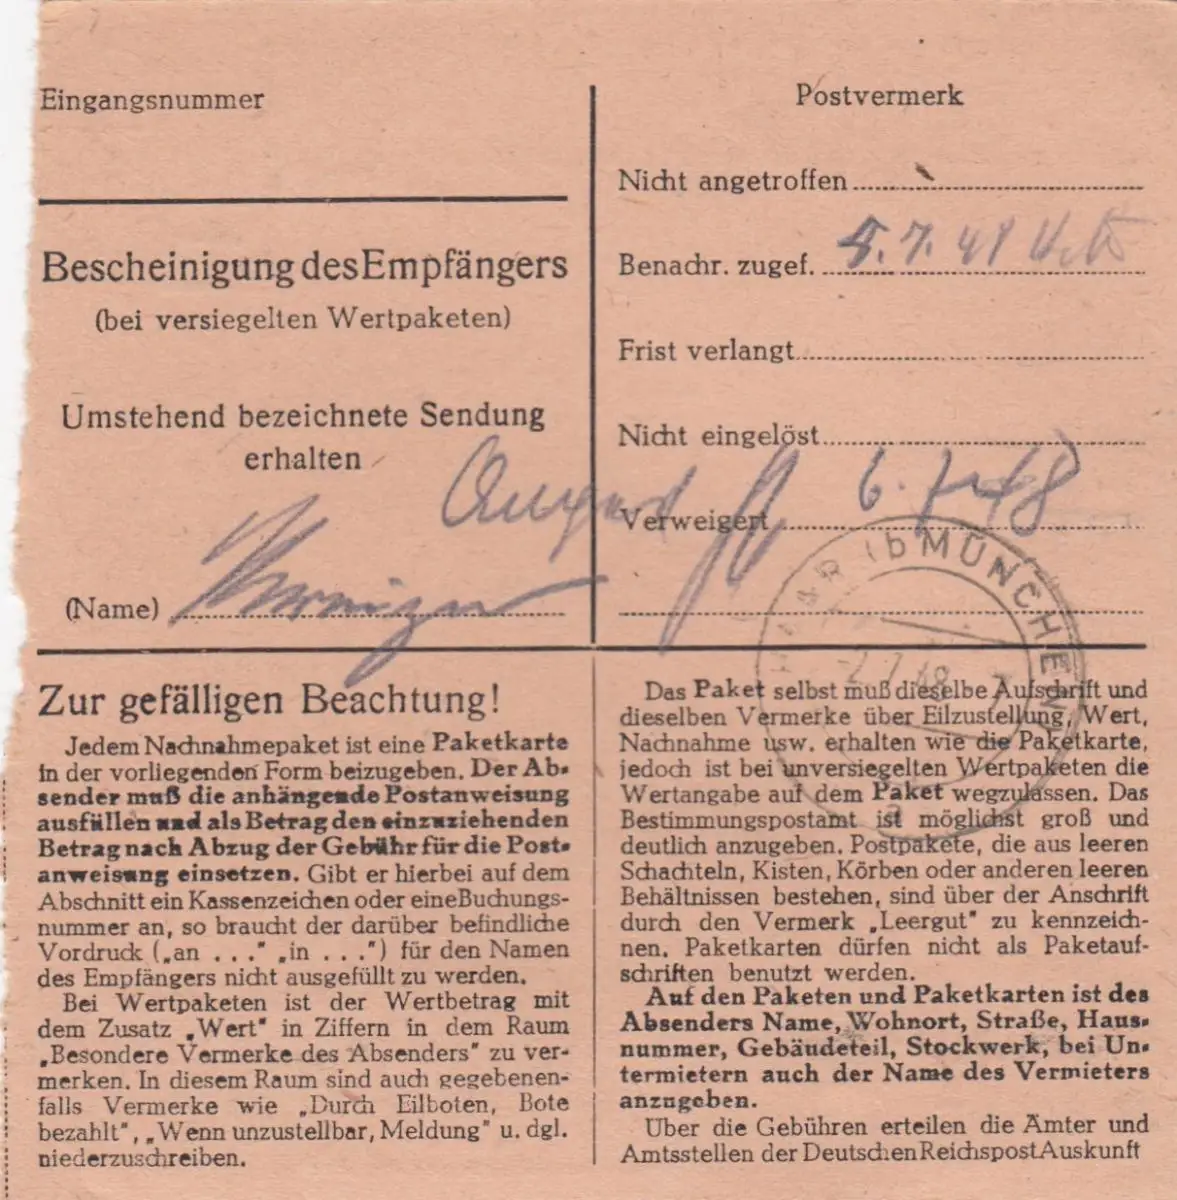 Eingangsnummer
Bescheinigung des Empfängers
(bei versiegelten Wertpaketen)
Umstehend bezeichnete Sendung
erhalten
August
(Name)
Postvermerk
Nicht angetroffen
Benachr. zugef. 5.7.48
Frist verlangt
Nicht eingelöst
6.7.48
Verweigert
HAAR (b MÜNCHEN)
-2.7.48
Zur gefälligen Beachtung!
Jedem Nachnahmepaket ist eine Paketkarte
in der vorliegenden Form beizugeben. Der Ab-
sender muß die anhängende Postanweisung
ausfüllen und als Betrag den einzuziehenden
Betrag nach Abzug der Gebühr für die Post-
anweisung einsetzen. Gibt er hierbei auf dem
Abschnitt ein Kassenzeichen oder eine Buchungs-
nummer an, so braucht der darüber befindliche
Vordruck („an . . ." „in . . .") für den Namen
des Empfängers nicht ausgefüllt zu werden.
Bei Wertpaketen ist der Wertbetrag mit
dem Zusatz „Wert" in Ziffern in dem Raum
„Besondere Vermerke des Absenders" zu ver-
merken. In diesem Raum sind auch gegebenen-
falls Vermerke wie „Durch Eilboten, Bote
bezahlt", „Wenn unzustellbar, Meldung" u. dgl.
niederzuschreiben.
Das Paket selbst muß dieselbe Aufschrift und
dieselben Vermerke über Eilzustellung, Wert,
Nachnahme usw. erhalten wie die Paketkarte,
jedoch ist bei unversiegelten Wertpaketen die
Wertangabe auf dem Paket wegzulassen. Das
Bestimmungspostamt ist möglichst groß und
deutlich anzugeben. Postpakete, die aus leeren
Schachteln, Kisten, Körben oder anderen leeren
Behältnissen bestehen, sind über der Anschrift
durch den Vermerk „Leergut" zu kennzeich-
nen. Paketkarten dürfen nicht als Paketauf-
schriften benutzt werden.
Auf den Paketen und Paketkarten ist des
Absenders Name, Wohnort, Straße, Haus-
nummer, Gebäudeteil, Stockwerk, bei Un-
termietern auch der Name des Vermieters
anzugeben.
Über die Gebühren erteilen die Ämter und
Amtsstellen der Deutschen Reichspost Auskunft